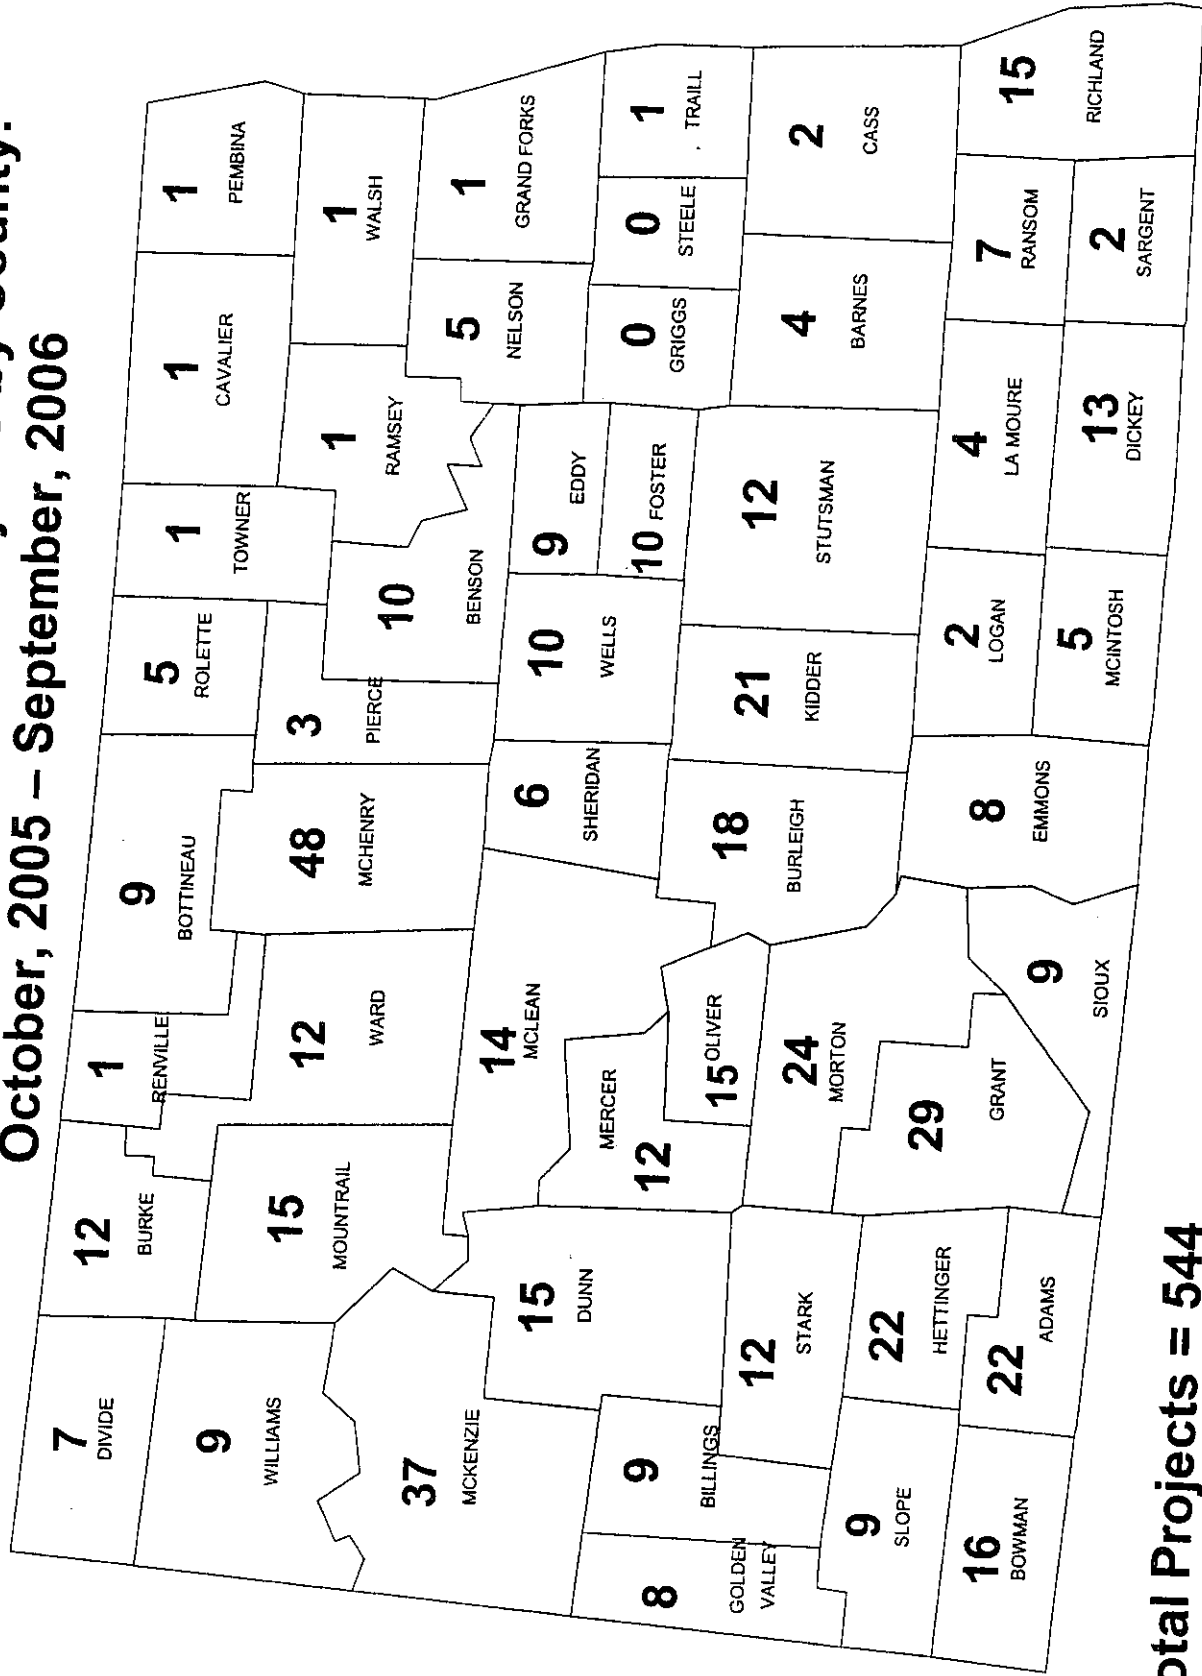 by County:
October, 2005 – September, 2006
7
DIVIDE
12
BURKE
1
RENVILLE
9
BOTTINEAU
5
ROLETTE
1
TOWNER
1
CAVALIER
1
PEMBINA
9
WILLIAMS
15
MOUNTRAIL
12
WARD
48
MCHENRY
3
PIERCE
10
BENSON
1
RAMSEY
1
WALSH
37
MCKENZIE
15
DUNN
12
MERCER
14
MCLEAN
15 OLIVER
6
SHERIDAN
10
WELLS
9
EDDY
10 FOSTER
5
NELSON
1
GRAND FORKS
0
GRIGGS
0
STEELE
1
TRAILL
8
GOLDEN
VALLEY
9
BILLINGS
12
STARK
24
MORTON
18
BURLEIGH
21
KIDDER
12
STUTSMAN
4
BARNES
2
CASS
9
SLOPE
22
HETTINGER
29
GRANT
9
SIOUX
8
EMMONS
2
LOGAN
4
LA MOURE
7
RANSOM
15
RICHLAND
16
BOWMAN
22
ADAMS
5
MCINTOSH
13
DICKEY
2
SARGENT
otal Projects = 544